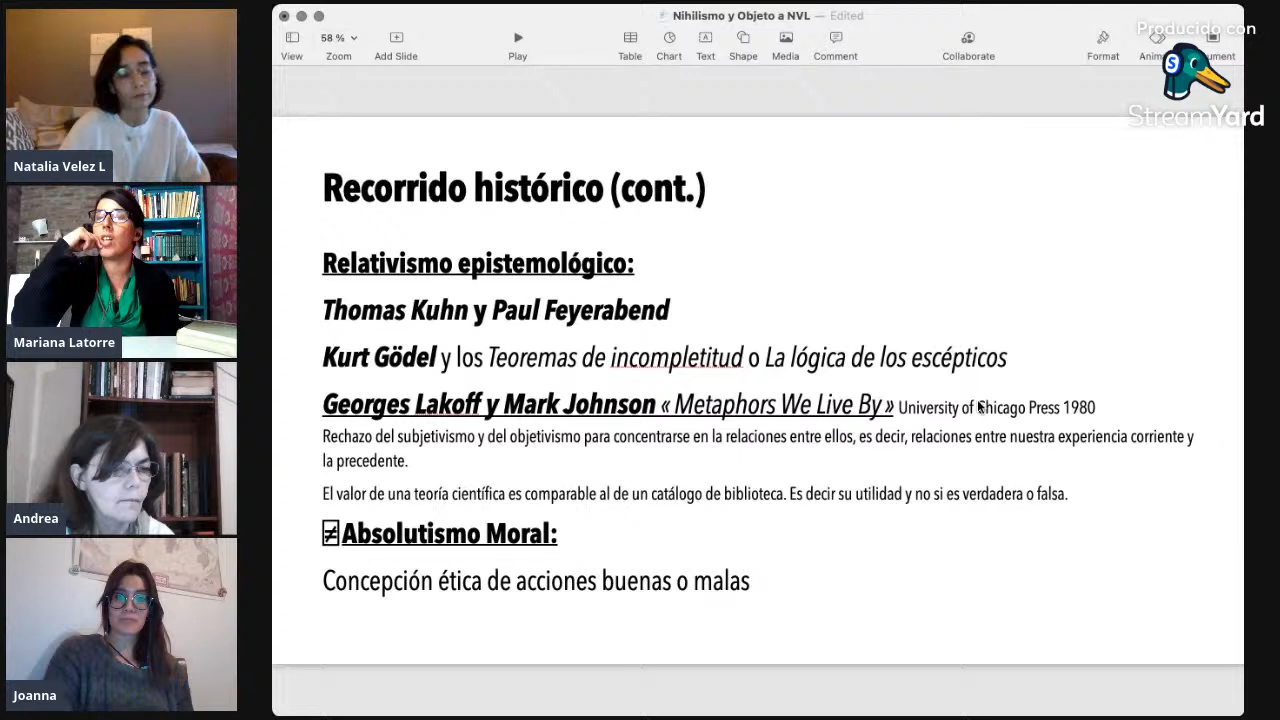 Natalia Velez L
Mariana Latorre
Andrea
Joanna
Nihilismo y Objeto a NVL — Edited
View
58 %
Zoom
Add Slide
Play
Table
Chart
Text
Shape
Media
Comment
Collaborate
Format
Producido con
StreamYard
Recorrido histórico (cont.)
Relativismo epistemológico:
Thomas Kuhn y Paul Feyerabend
Kurt Gödel y los Teoremas de incompletitud o La lógica de los escépticos
Georges Lakoff y Mark Johnson « Metaphors We Live By » University of Chicago Press 1980
Rechazo del subjetivismo y del objetivismo para concentrarse en la relaciones entre ellos, es decir, relaciones entre nuestra experiencia corriente y
la precedente.
El valor de una teoría científica es comparable al de un catálogo de biblioteca. Es decir su utilidad y no si es verdadera o falsa.
≠Absolutismo Moral:
Concepción ética de acciones buenas o malas